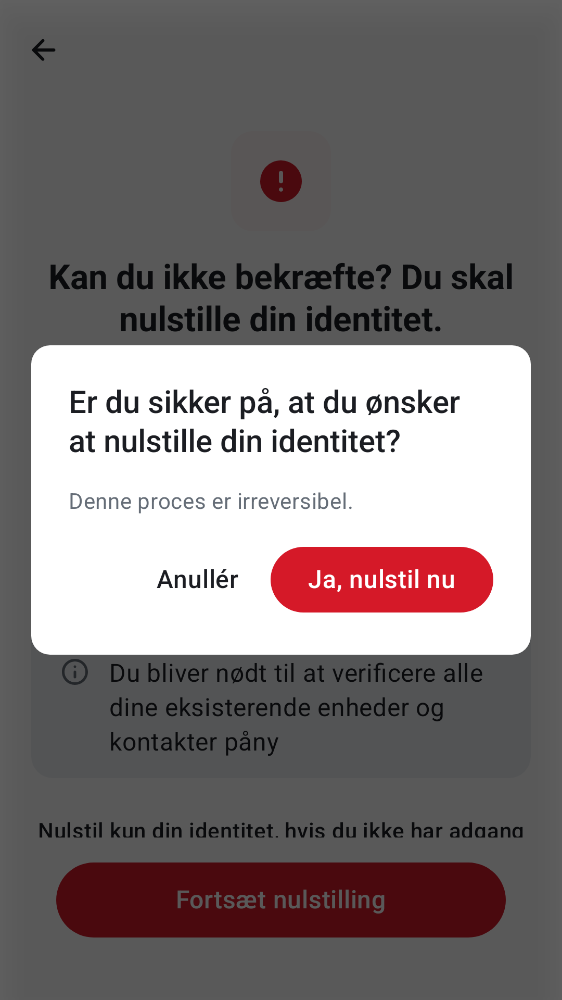 Kan du ikke bekræfte? Du skal
nulstille din identitet.
Er du sikker på, at du ønsker
at nulstille din identitet?
Denne proces er irreversibel.
Anullér
Ja, nulstil nu
Du bliver nødt til at verificere alle
dine eksisterende enheder og
kontakter påny
Nulstil kun din identitet, hvis du ikke har adgang
Fortsæt nulstilling